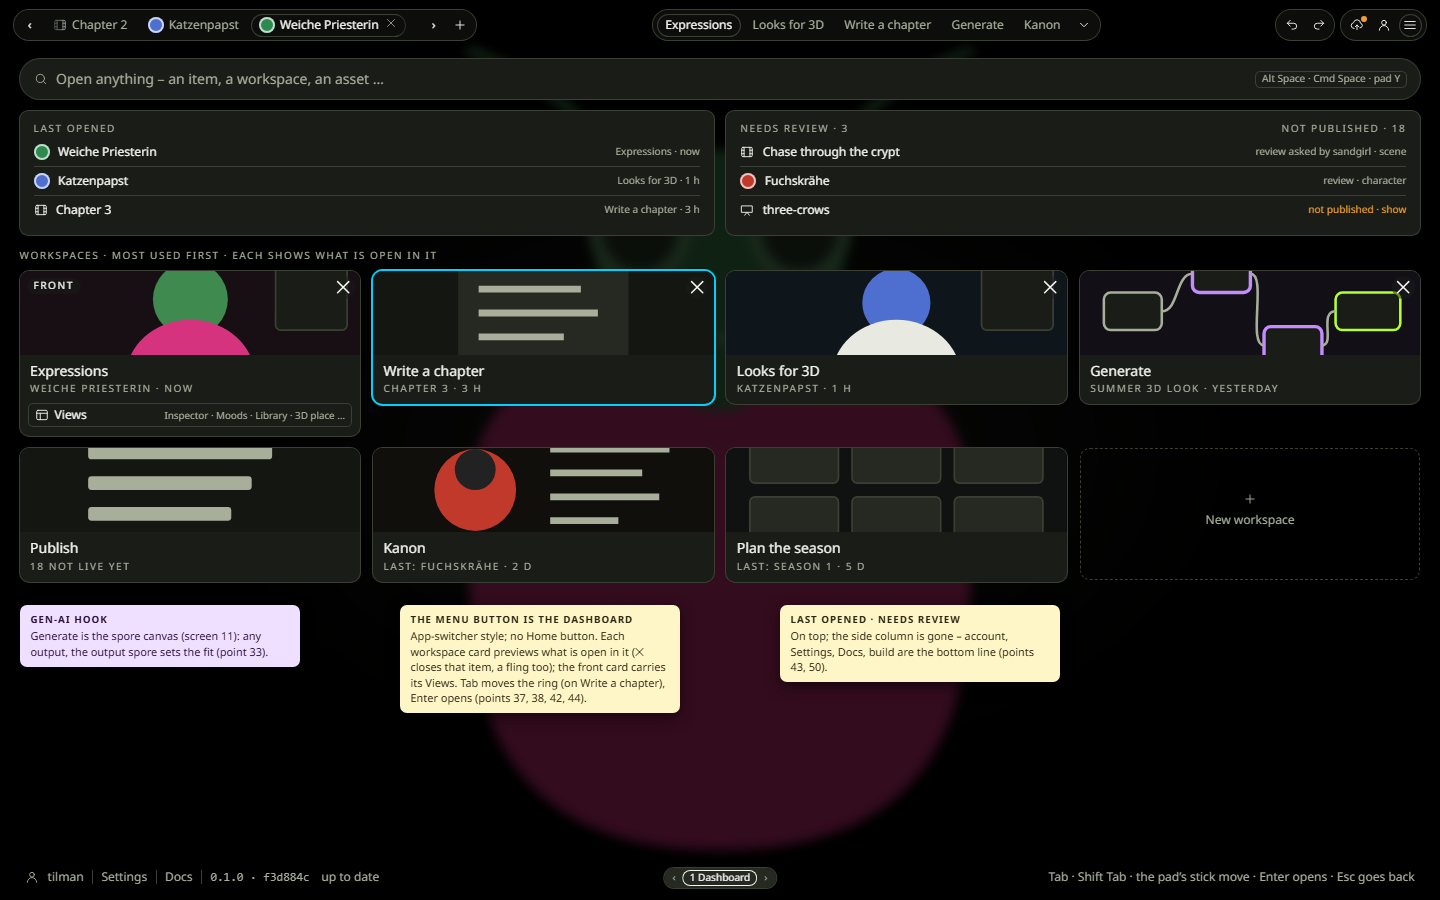 ‹ Chapter 2 Katzenpapst Weiche Priesterin × › +
Expressions Looks for 3D Write a chapter Generate Kanon
Open anything – an item, a workspace, an asset ...
Alt Space · Cmd Space · pad Y
LAST OPENED
Weiche Priesterin Expressions · now
Katzenpapst Looks for 3D · 1 h
Chapter 3 Write a chapter · 3 h
NEEDS REVIEW · 3 NOT PUBLISHED · 18
Chase through the crypt review asked by sandgirl · scene
Fuchskrähe review · character
three-crows not published · show
WORKSPACES · MOST USED FIRST · EACH SHOWS WHAT IS OPEN IN IT
FRONT
Expressions
WEICHE PRIESTERIN · NOW
Views Inspector · Moods · Library · 3D place ...
Write a chapter
CHAPTER 3 · 3 H
Looks for 3D
KATZENPAPST · 1 H
Generate
SUMMER 3D LOOK · YESTERDAY
Publish
18 NOT LIVE YET
Kanon
LAST: FUCHSKRÄHE · 2 D
Plan the season
LAST: SEASON 1 · 5 D
+
New workspace
GEN-AI HOOK
Generate is the spore canvas (screen 11): any
output, the output spore sets the fit (point 33).
THE MENU BUTTON IS THE DASHBOARD
App-switcher style; no Home button. Each
workspace card previews what is open in it (×
closes that item, a fling too); the front card carries
its Views. Tab moves the ring (on Write a chapter),
Enter opens (points 37, 38, 42, 44).
LAST OPENED · NEEDS REVIEW
On top; the side column is gone – account,
Settings, Docs, build are the bottom line (points
43, 50).
tilman Settings Docs 0.1.0 · f3d884c up to date
‹ 1 Dashboard ›
Tab · Shift Tab · the pad's stick move · Enter opens · Esc goes back